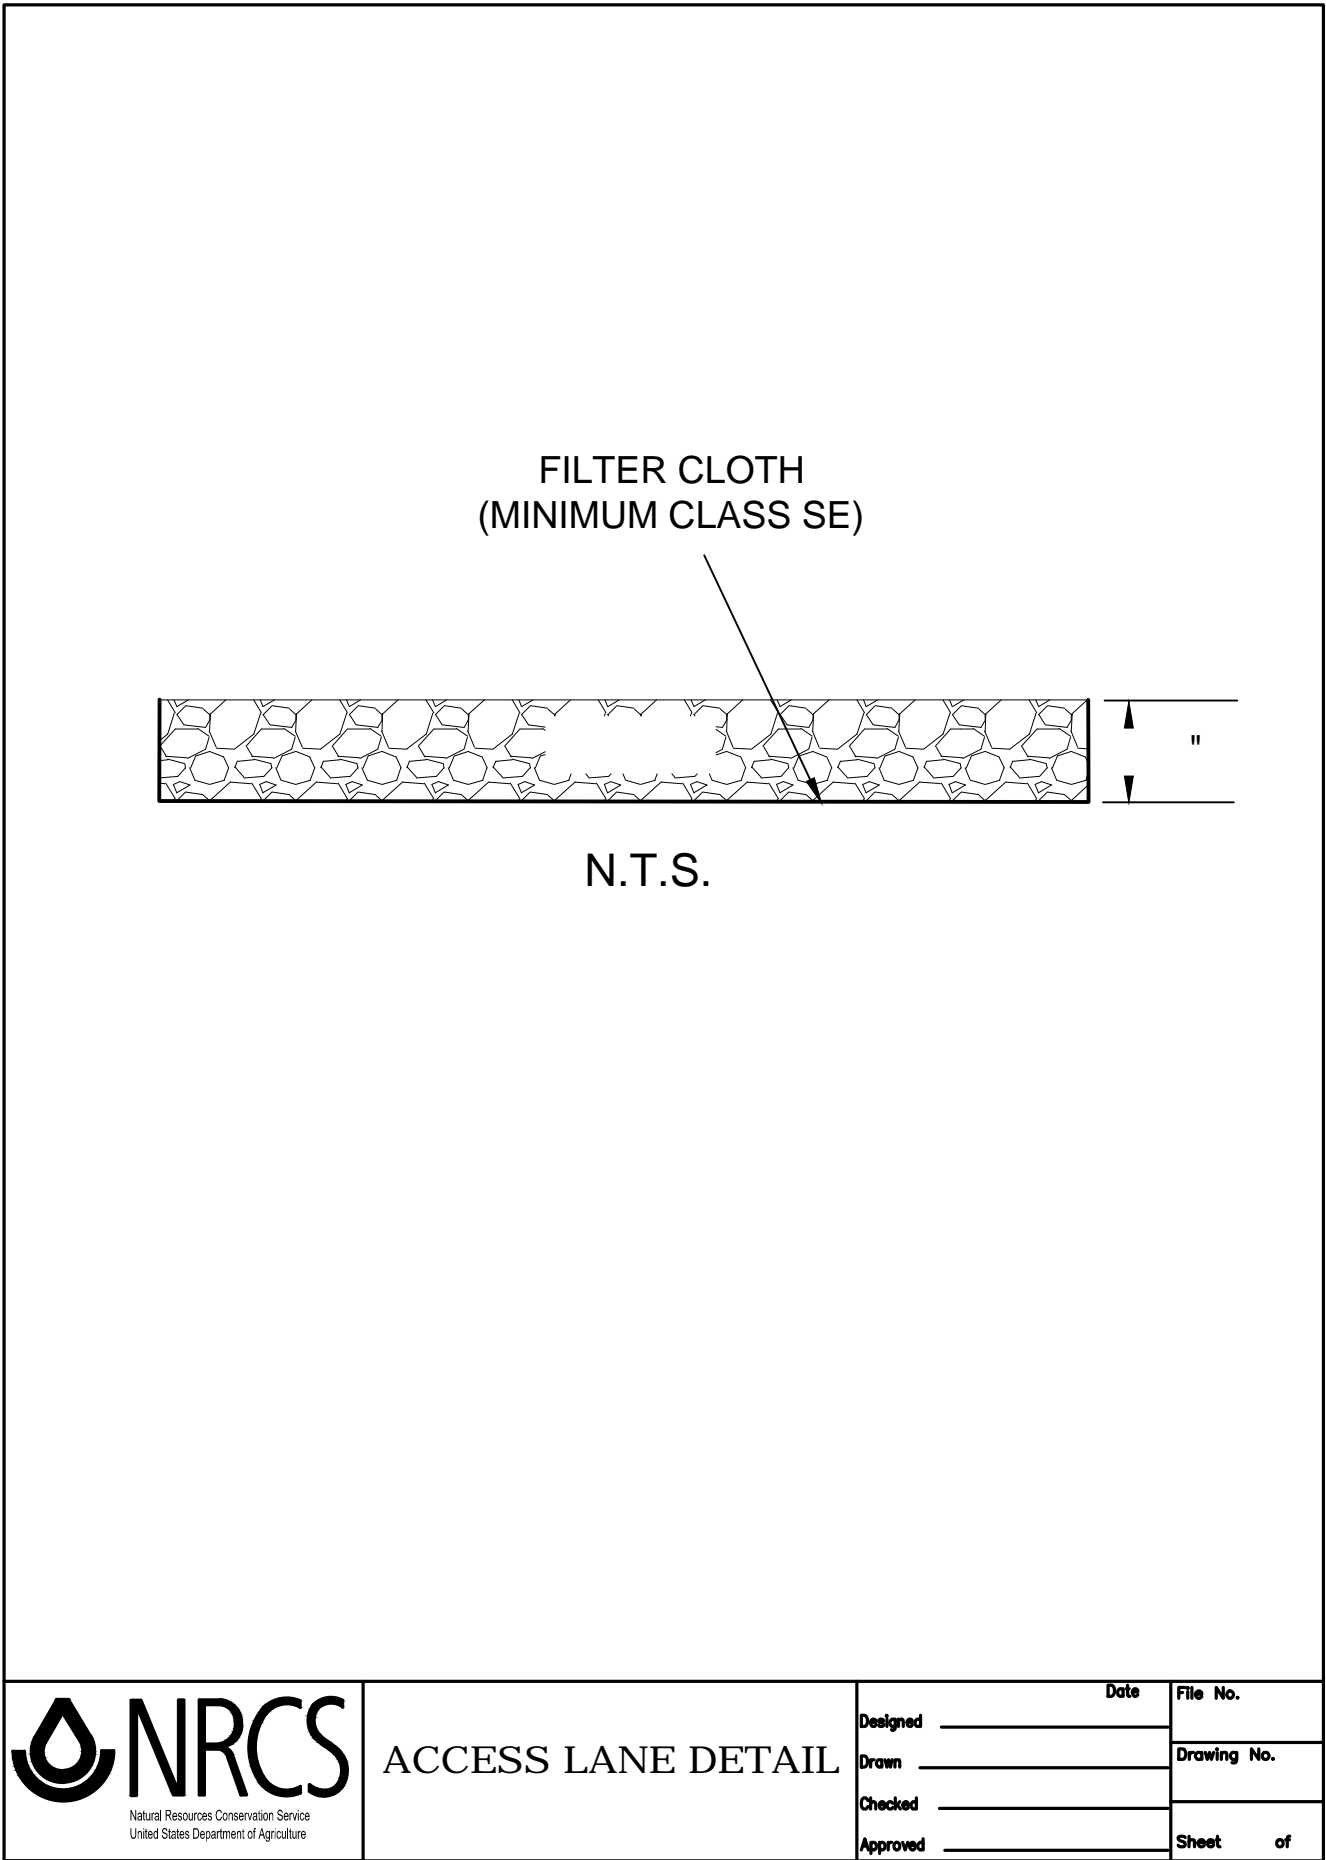 FILTER CLOTH
(MINIMUM CLASS SE)
"
N.T.S.
NRCS
Natural Resources Conservation Service
United States Department of Agriculture
ACCESS LANE DETAIL
Date
Designed
Drawn
Checked
Approved
File No.
Drawing No.
Sheet of